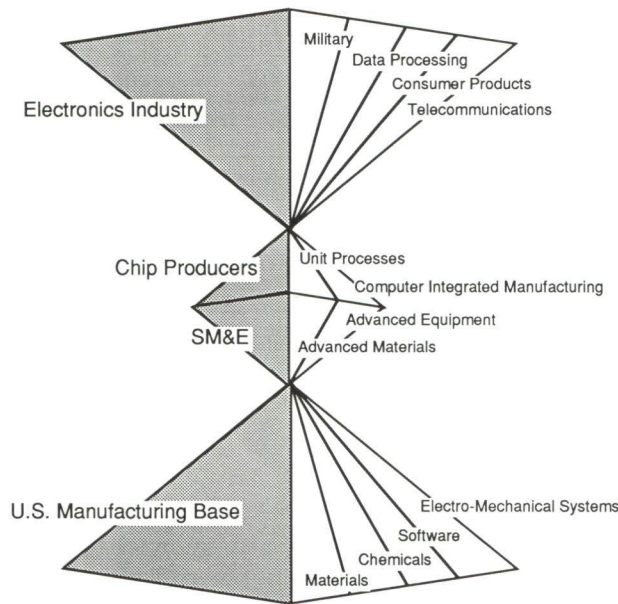 Military
Data Processing
Consumer Products
Electronics Industry
Telecommunications
Unit Processes
Chip Producers
Computer Integrated Manufacturing
Advanced Equipment
SM&E
Advanced Materials
U.S. Manufacturing Base
Electro-Mechanical Systems
Software
Chemicals
Materials